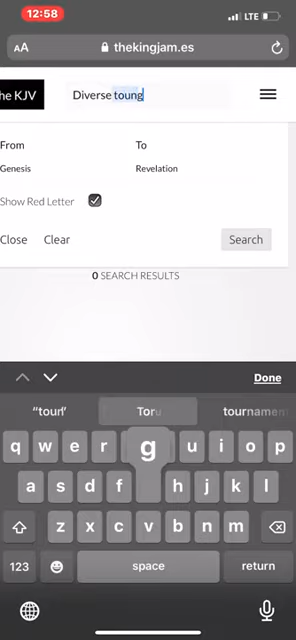 12:58
LTE
AA thekingjam.es
he KJV Diverse toung
From To
Genesis Revelation
Show Red Letter
Close Clear Search
0 SEARCH RESULTS
Done
"tour" Toru tournamen
q w e r g u i o p
a s d f h j k l
z x c v b n m
123 space return